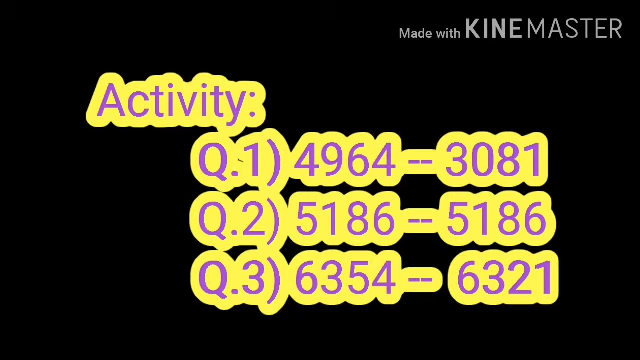 Made with KINEMASTER
Activity:
Q.1) 4964 -- 3081
Q.2) 5186 -- 5186
Q.3) 6354 -- 6321